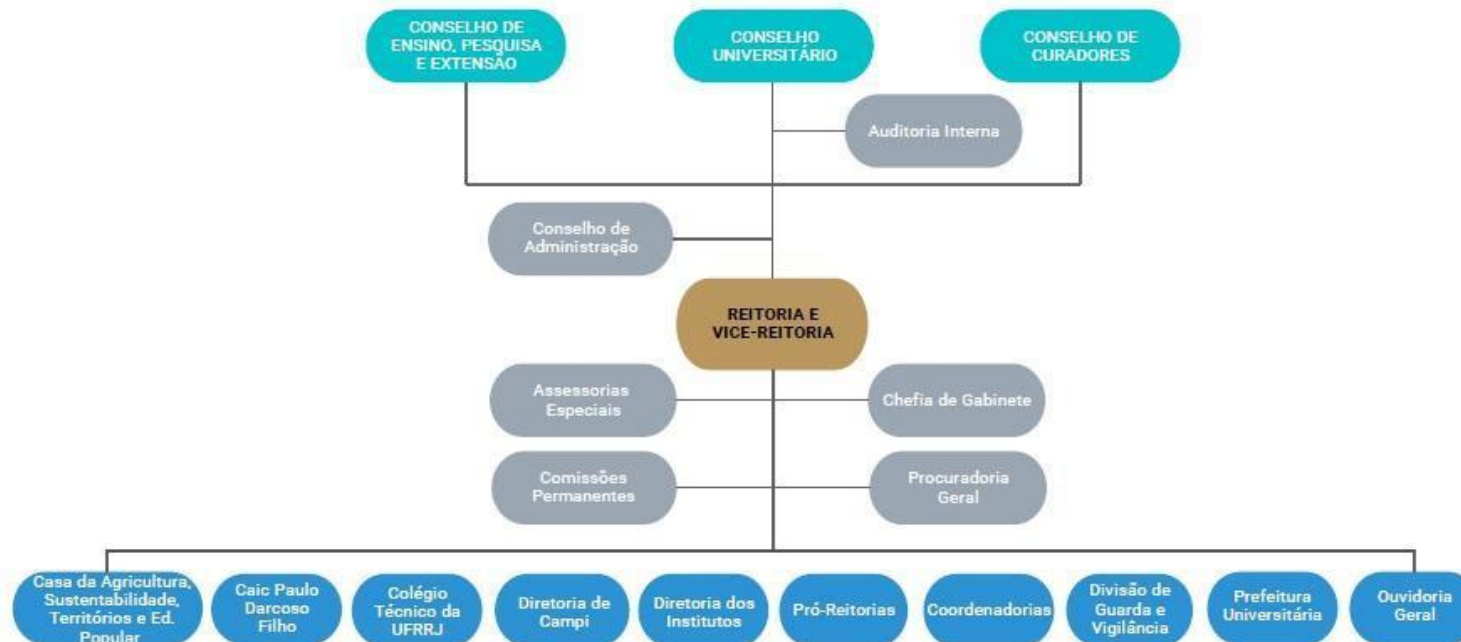 CONSELHO DE
ENSINO, PESQUISA
E EXTENSÃO
CONSELHO
UNIVERSITÁRIO
CONSELHO DE
CURADORES
Auditoria Interna
Conselho de
Administração
REITORIA E
VICE-REITORIA
Assessorias
Especiais
Chefia de Gabinete
Comissões
Permanentes
Procuradoria
Geral
Casa da Agricultura,
Sustentabilidade,
Territórios e Ed.
Popular
Caic Paulo
Darcoso
Filho
Colégio
Técnico da
UFRRJ
Diretoria de
Campi
Diretoria dos
Institutos
Pró-Reitorias
Coordenadorias
Divisão de
Guarda e
Vigilância
Prefeitura
Universitária
Ouvidoria
Geral